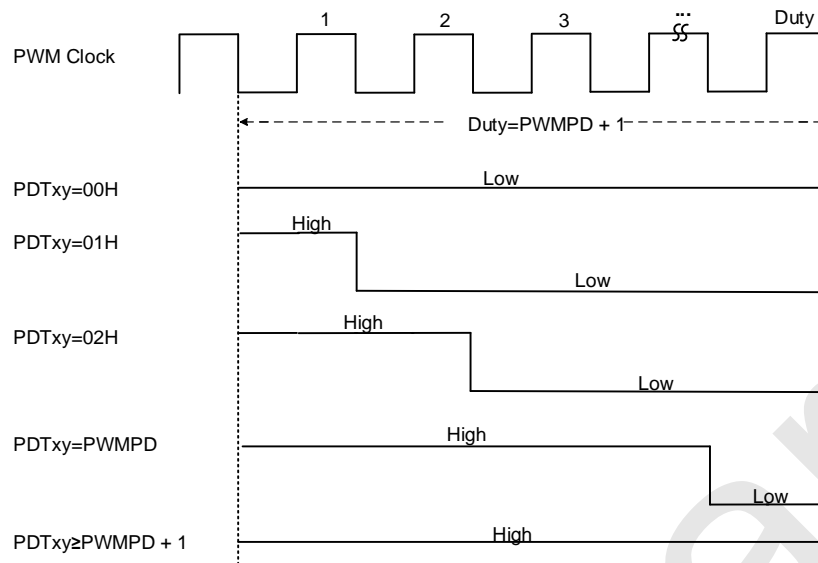 1 2 3 ... Duty
PWM Clock
Duty=PWMPD + 1
PDTxy=00H Low
PDTxy=01H High Low
PDTxy=02H High Low
PDTxy=PWMPD High Low
PDTxy≥PWMPD + 1 High